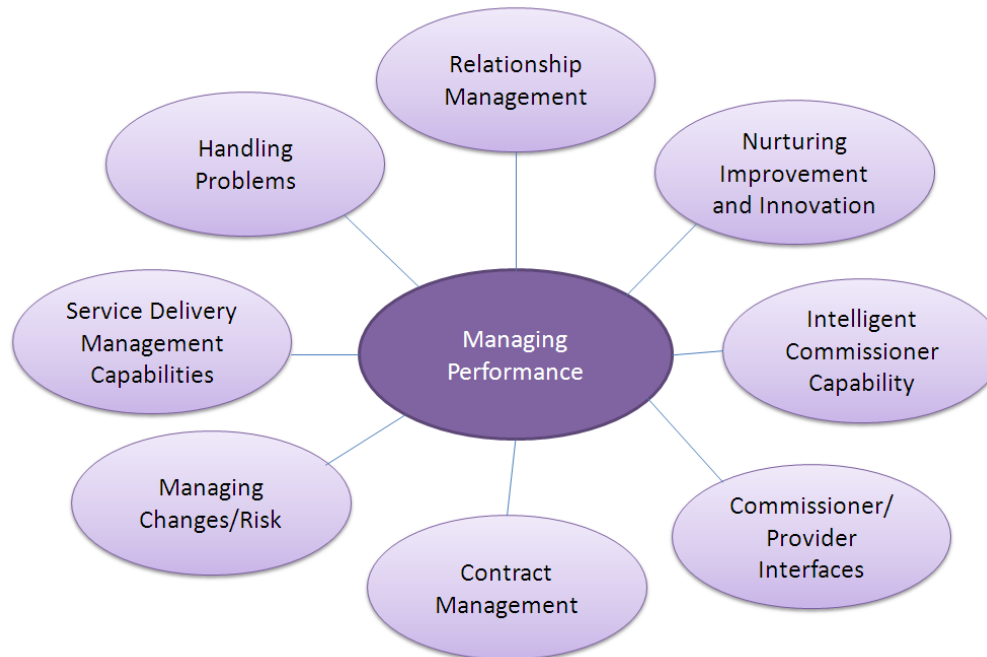 Relationship
Management
Nurturing
Improvement
and Innovation
Handling
Problems
Intelligent
Commissioner
Capability
Service Delivery
Management
Capabilities
Managing
Performance
Managing
Changes/Risk
Commissioner/
Provider
Interfaces
Contract
Management